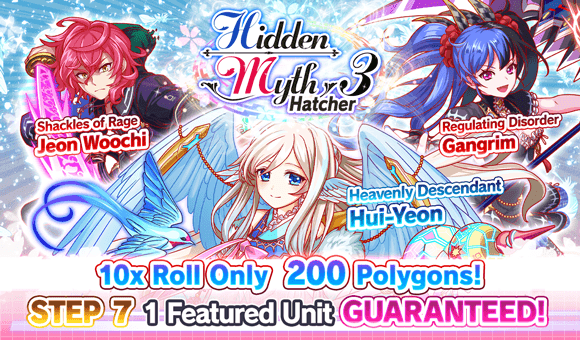 Hidden
Myth 3
Hatcher
Shackles of Rage
Jeon Woochi
Regulating Disorder
Gangrim
Heavenly Descendant
Hui-Yeon
10x Roll Only 200 Polygons!
STEP 7 1 Featured Unit GUARANTEED!